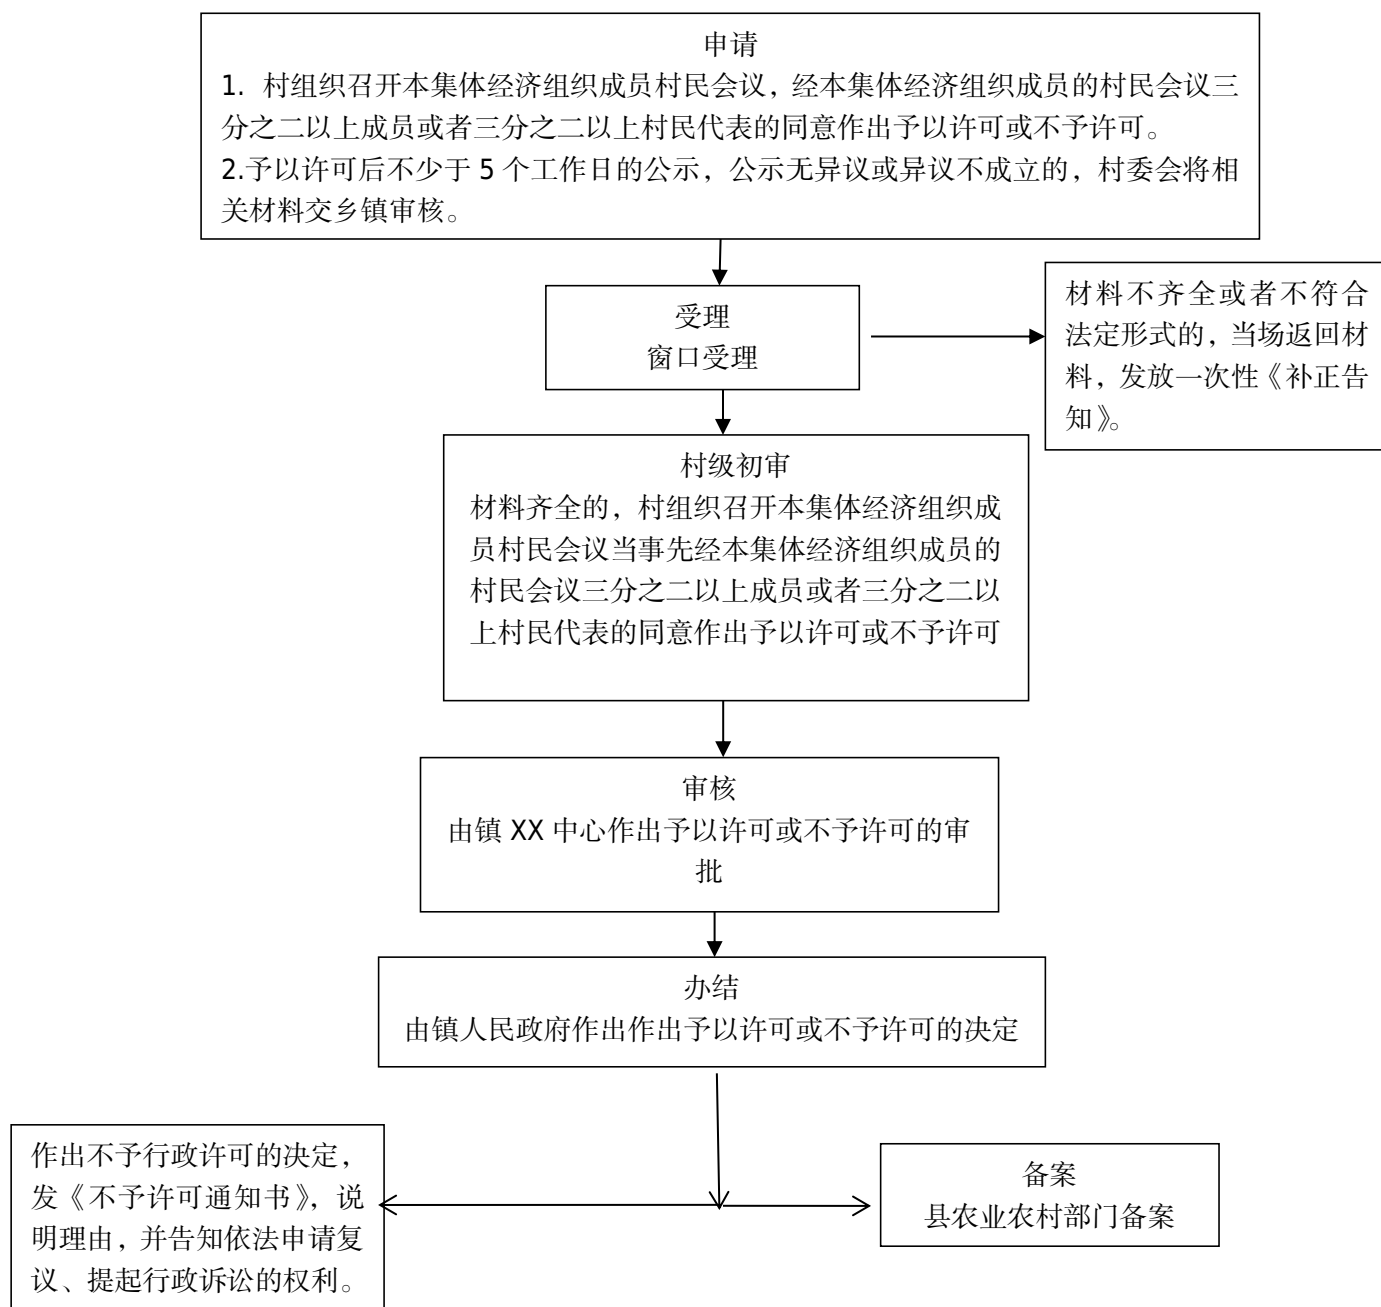 申请
1. 村组织召开本集体经济组织成员村民会议，经本集体经济组织成员的村民会议三
分之二以上成员或者三分之二以上村民代表的同意作出予以许可或不予许可。
2.予以许可后不少于 5 个工作日的公示，公示无异议或异议不成立的，村委会将相
关材料交乡镇审核。
受理
窗口受理
材料不齐全或者不符合
法定形式的，当场返回材
料，发放一次性《补正告
知》。
村级初审
材料齐全的，村组织召开本集体经济组织成
员村民会议当事先经本集体经济组织成员的
村民会议三分之二以上成员或者三分之二以
上村民代表的同意作出予以许可或不予许可
审核
由镇 XX 中心作出予以许可或不予许可的审
批
办结
由镇人民政府作出作出予以许可或不予许可的决定
作出不予行政许可的决定，
发《不予许可通知书》，说
明理由，并告知依法申请复
议、提起行政诉讼的权利。
备案
县农业农村部门备案